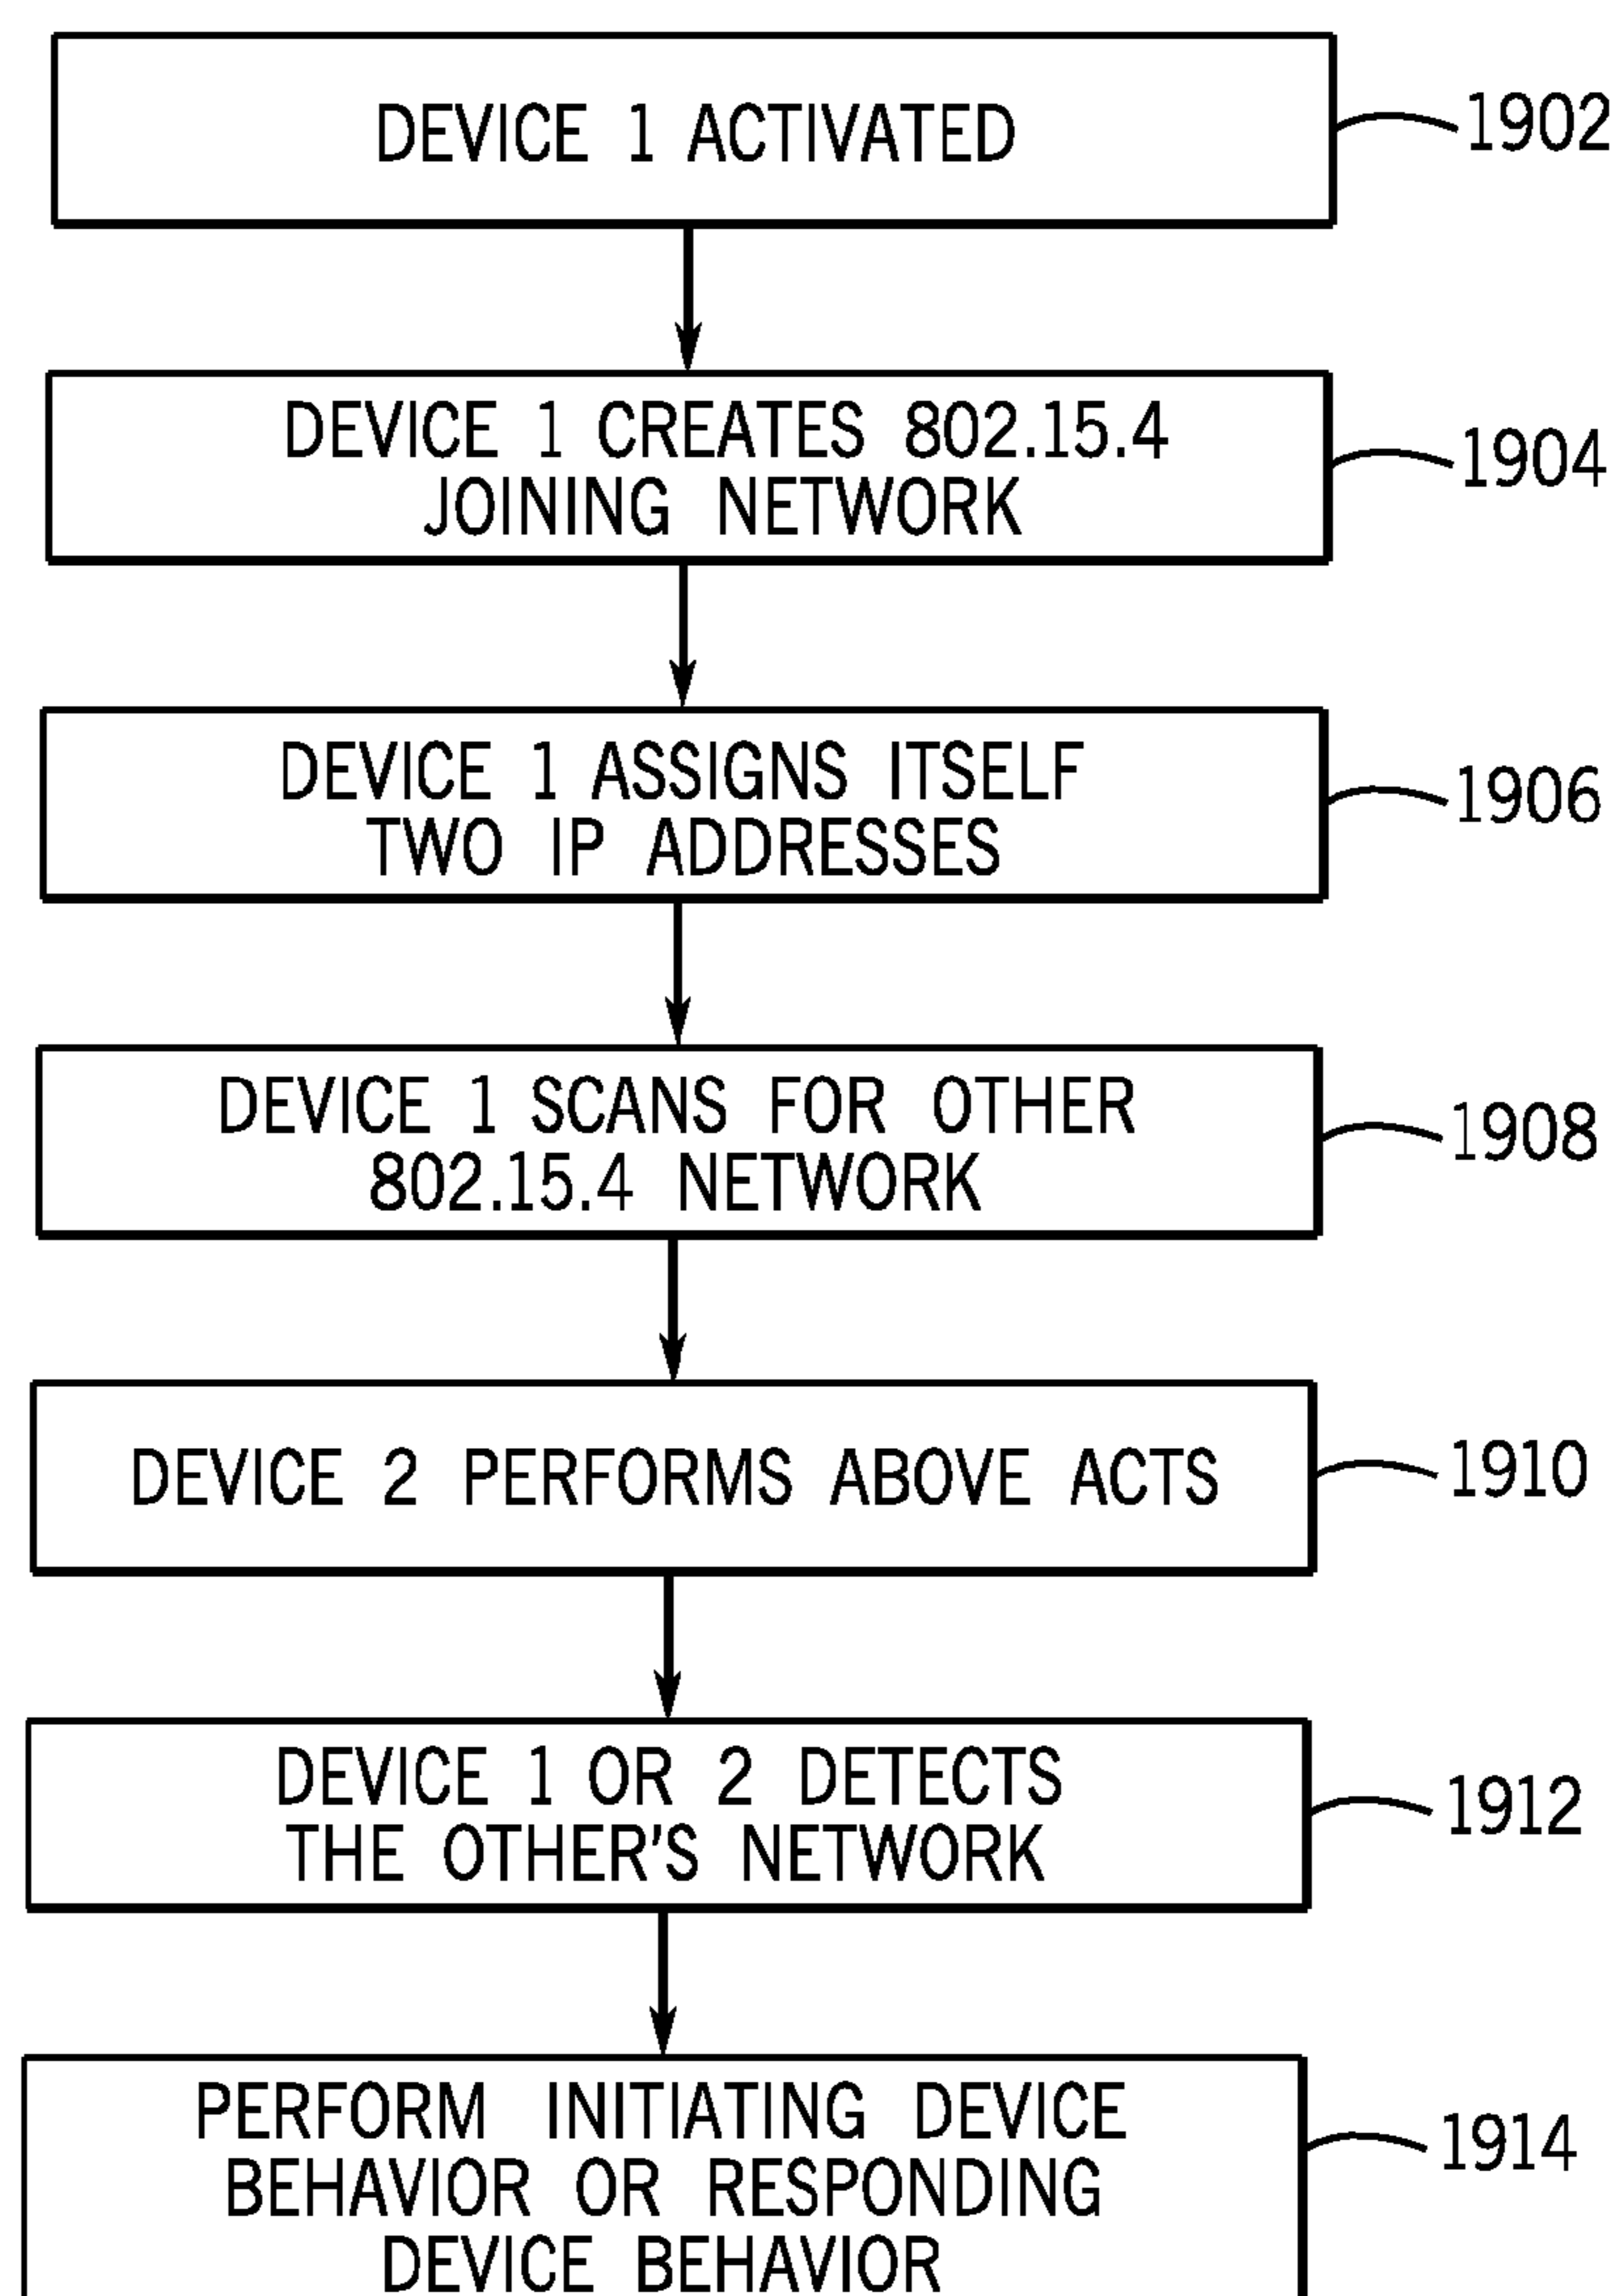 DEVICE 1 ACTIVATED
1902
DEVICE 1 CREATES 802.15.4
JOINING NETWORK
1904
DEVICE 1 ASSIGNS ITSELF
TWO IP ADDRESSES
1906
DEVICE 1 SCANS FOR OTHER
802.15.4 NETWORK
1908
DEVICE 2 PERFORMS ABOVE ACTS
1910
DEVICE 1 OR 2 DETECTS
THE OTHER'S NETWORK
1912
PERFORM INITIATING DEVICE
BEHAVIOR OR RESPONDING
DEVICE BEHAVIOR
1914